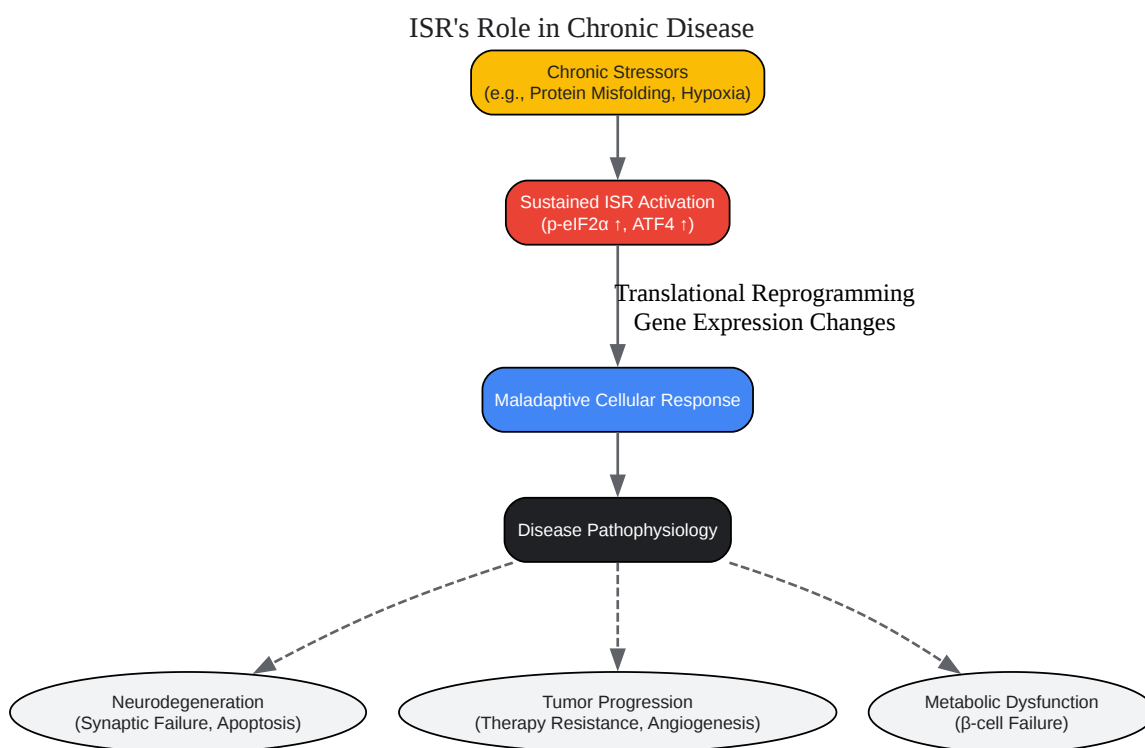 ISR's Role in Chronic Disease
Chronic Stressors
(e.g., Protein Misfolding, Hypoxia)
Sustained ISR Activation
(p-eIF2α ↑, ATF4 ↑)
Translational Reprogramming
Gene Expression Changes
Maladaptive Cellular Response
Disease Pathophysiology
Neurodegeneration
(Synaptic Failure, Apoptosis)
Tumor Progression
(Therapy Resistance, Angiogenesis)
Metabolic Dysfunction
(β-cell Failure)